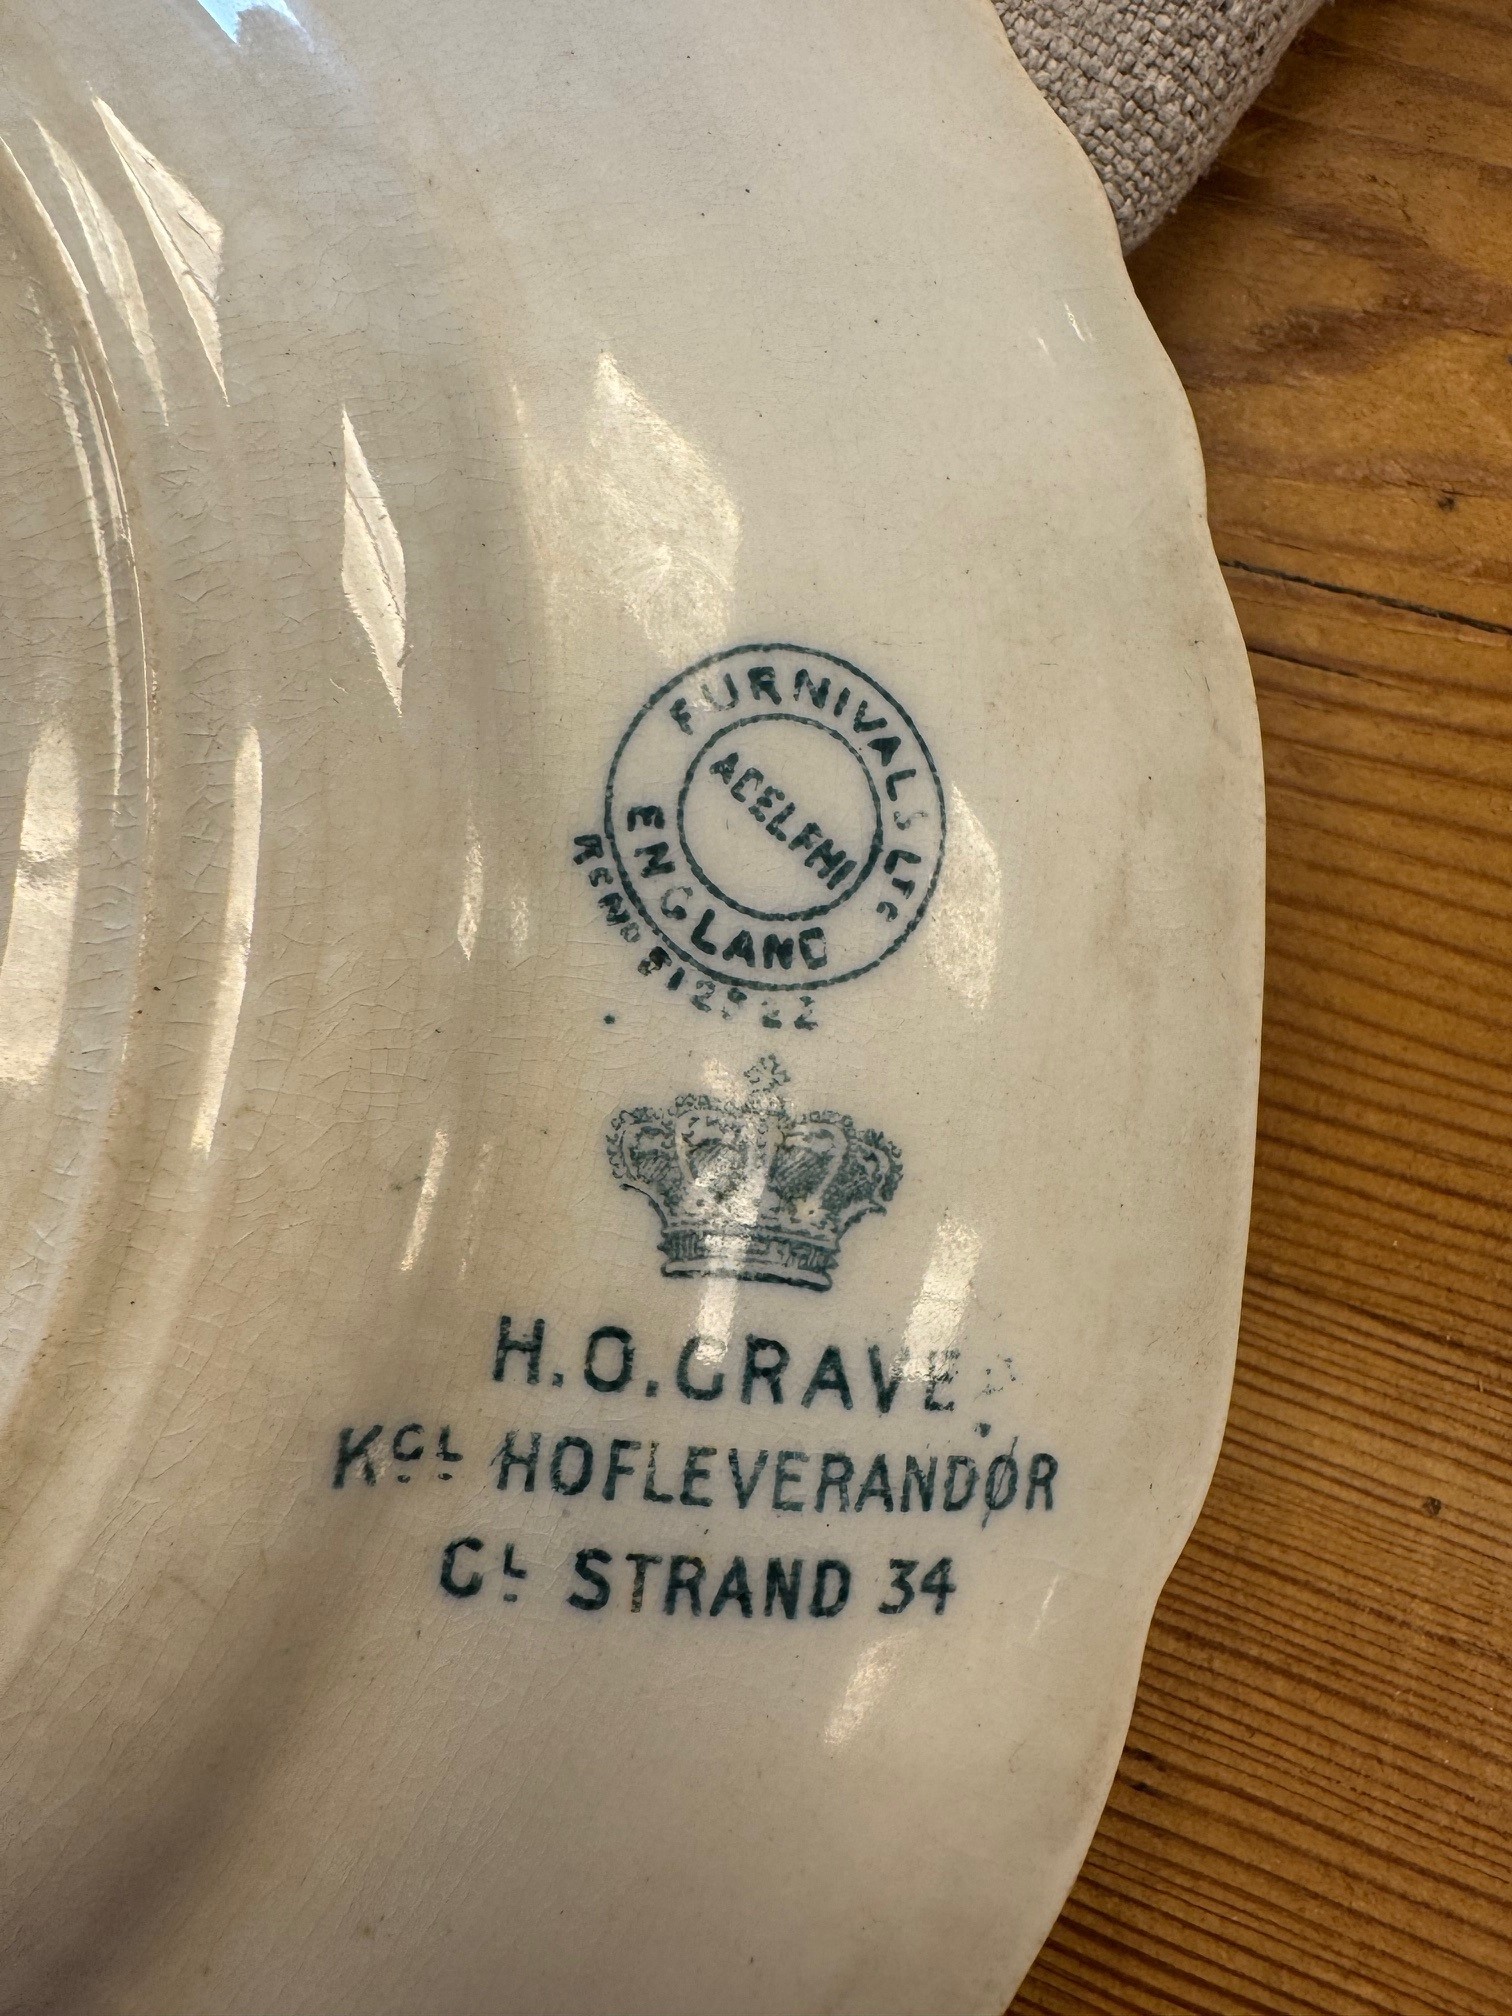 FURNIVALS LTD
ADELPHI
ENGLAND
H.O. GRAVE
KGL HOFLEVERANDØR
GL STRAND 34